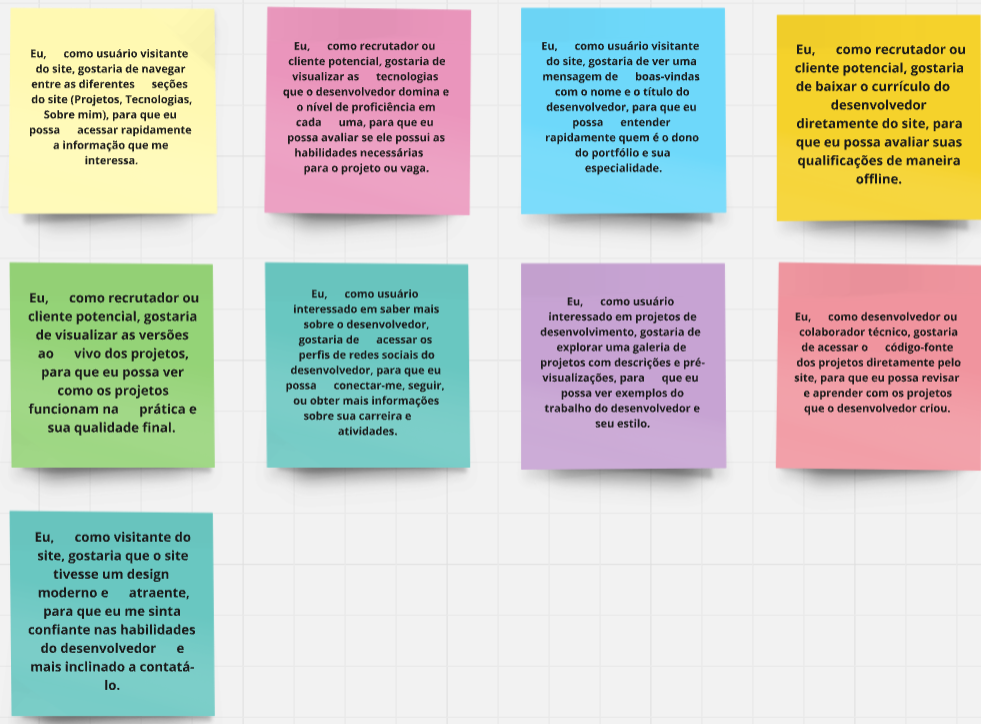 Eu, como usuário visitante
do site, gostaria de navegar
entre as diferentes seções
do site (Projetos, Tecnologias,
Sobre mim), para que eu
possa acessar rapidamente
a informação que me
interessa.
Eu, como recrutador ou
cliente potencial, gostaria de
visualizar as tecnologias
que o desenvolvedor domina e
o nível de proficiência em
cada uma, para que eu
possa avaliar se ele possui as
habilidades necessárias
para o projeto ou vaga.
Eu, como usuário visitante
do site, gostaria de ver uma
mensagem de boas-vindas
com o nome e o título do
desenvolvedor, para que eu
possa entender
rapidamente quem é o dono
do portfólio e sua
especialidade.
Eu, como recrutador ou
cliente potencial, gostaria
de baixar o currículo do
desenvolvedor
diretamente do site, para
que eu possa avaliar suas
qualificações de maneira
offline.
Eu, como recrutador ou
cliente potencial, gostaria
de visualizar as versões
ao vivo dos projetos,
para que eu possa ver
como os projetos
funcionam na prática e
sua qualidade final.
Eu, como usuário
interessado em saber mais
sobre o desenvolvedor,
gostaria de acessar os
perfis de redes sociais do
desenvolvedor, para que eu
possa conectar-me, seguir,
ou obter mais informações
sobre sua carreira e
atividades.
Eu, como usuário
interessado em projetos de
desenvolvimento, gostaria de
explorar uma galeria de
projetos com descrições e pré-
visualizações, para que eu
possa ver exemplos do
trabalho do desenvolvedor e
seu estilo.
Eu, como desenvolvedor ou
colaborador técnico, gostaria
de acessar o código-fonte
dos projetos diretamente pelo
site, para que eu possa revisar
e aprender com os projetos
que o desenvolvedor criou.
Eu, como visitante do
site, gostaria que o site
tivesse um design
moderno e atraente,
para que eu me sinta
confiante nas habilidades
do desenvolvedor e
mais inclinado a contatá-
lo.